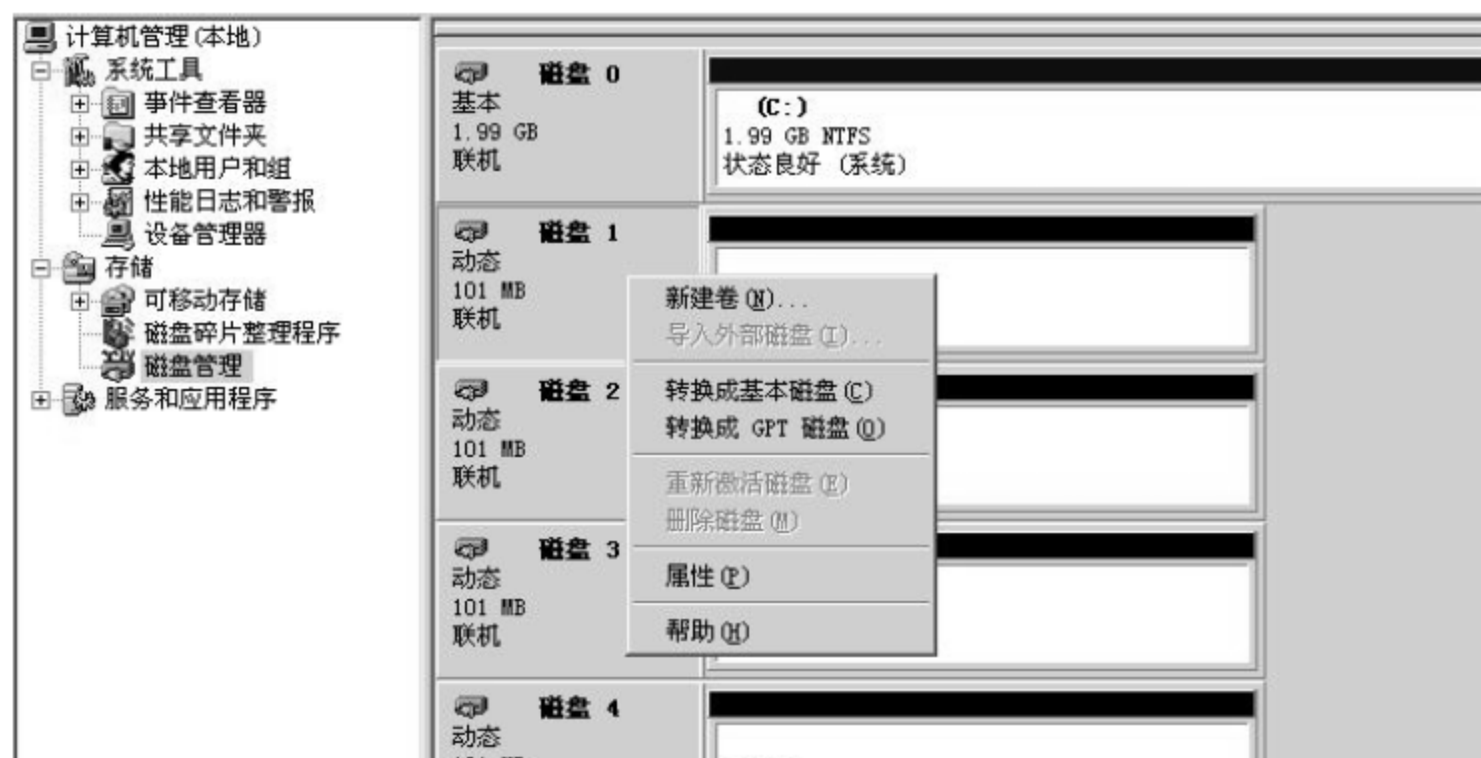 计算机管理(本地)
系统工具
事件查看器
共享文件夹
本地用户和组
性能日志和警报
设备管理器
存储
可移动存储
磁盘碎片整理程序
磁盘管理
服务和应用程序
磁盘 0
基本
1.99 GB
联机
(C:)
1.99 GB NTFS
状态良好 (系统)
磁盘 1
动态
101 MB
联机
磁盘 2
动态
101 MB
联机
磁盘 3
动态
101 MB
联机
磁盘 4
动态
新建卷(N)...
导入外部磁盘(I)...
转换成基本磁盘(C)
转换成 GPT 磁盘(O)
重新激活磁盘(E)
删除磁盘(M)
属性(P)
帮助(H)